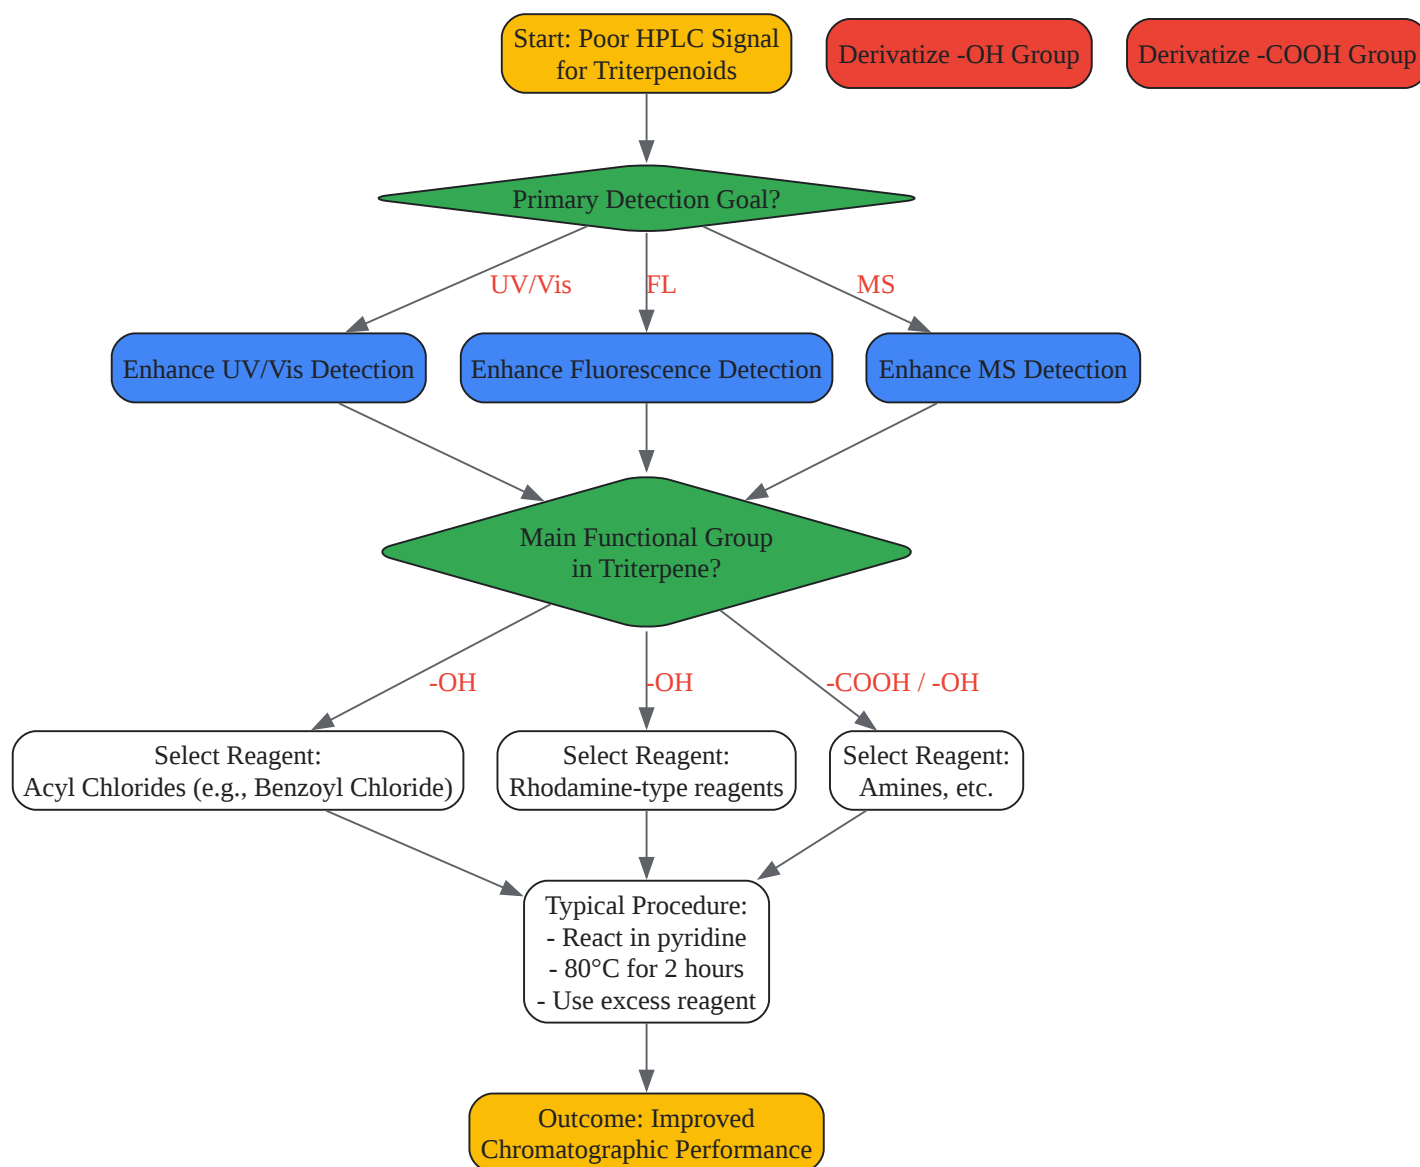 Start: Poor HPLC Signal
for Triterpenoids
Derivatize -OH Group
Derivatize -COOH Group
Primary Detection Goal?
UV/Vis
FL
MS
Enhance UV/Vis Detection
Enhance Fluorescence Detection
Enhance MS Detection
Main Functional Group
in Triterpene?
-OH
-OH
-COOH / -OH
Select Reagent:
Acyl Chlorides (e.g., Benzoyl Chloride)
Select Reagent:
Rhodamine-type reagents
Select Reagent:
Amines, etc.
Typical Procedure:
- React in pyridine
- 80°C for 2 hours
- Use excess reagent
Outcome: Improved
Chromatographic Performance